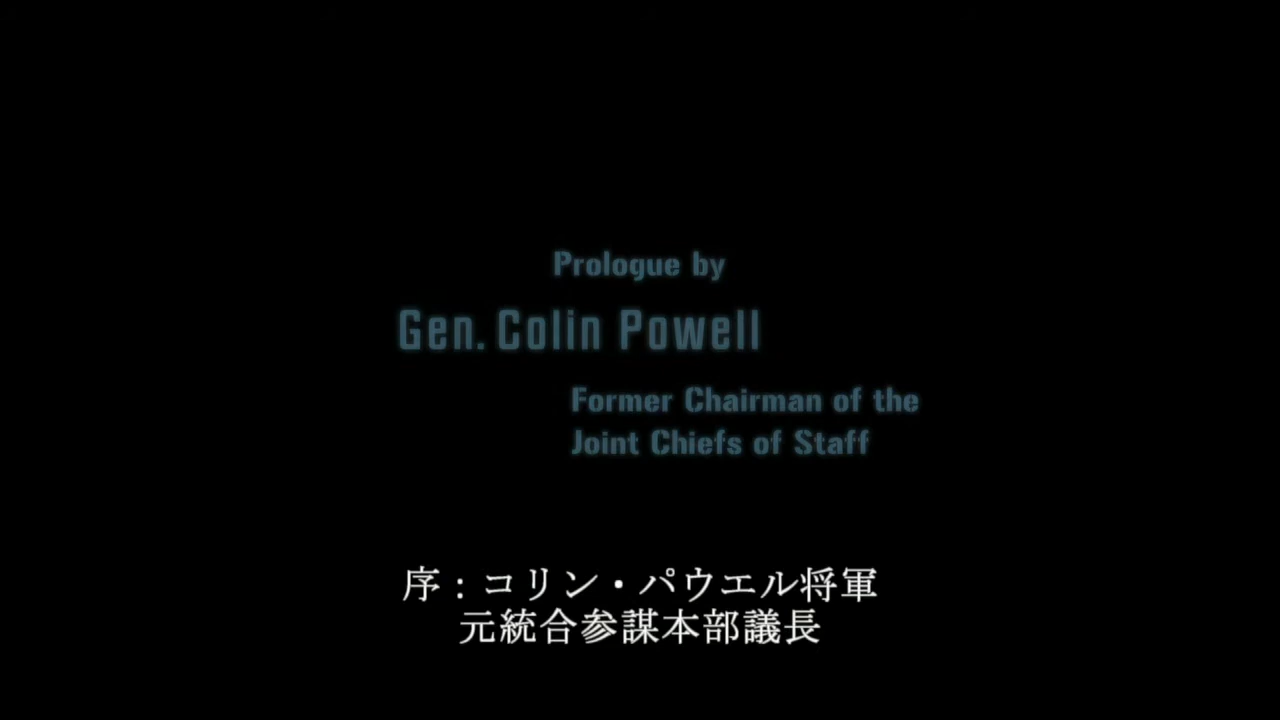 Prologue by
Gen. Colin Powell
Former Chairman of the
Joint Chiefs of Staff
序：コリン・パウエル将軍
元統合参謀本部議長